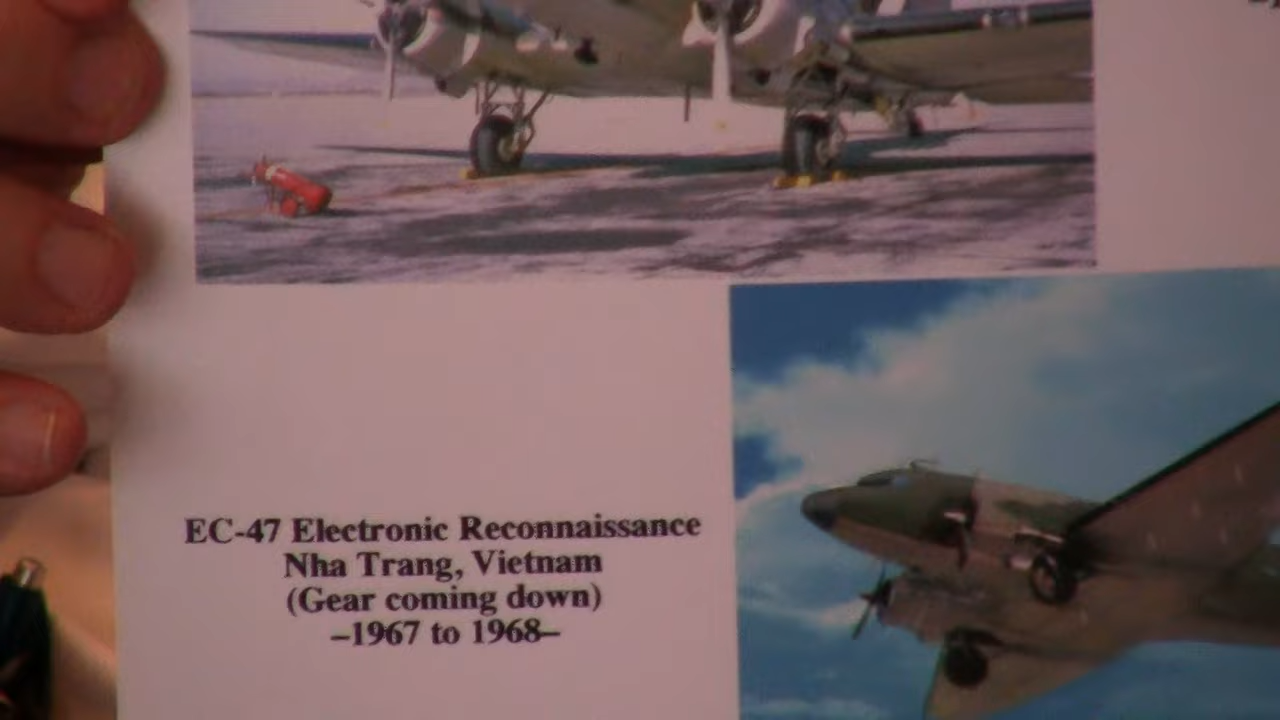 EC-47 Electronic Reconnaissance
Nha Trang, Vietnam
(Gear coming down)
–1967 to 1968–